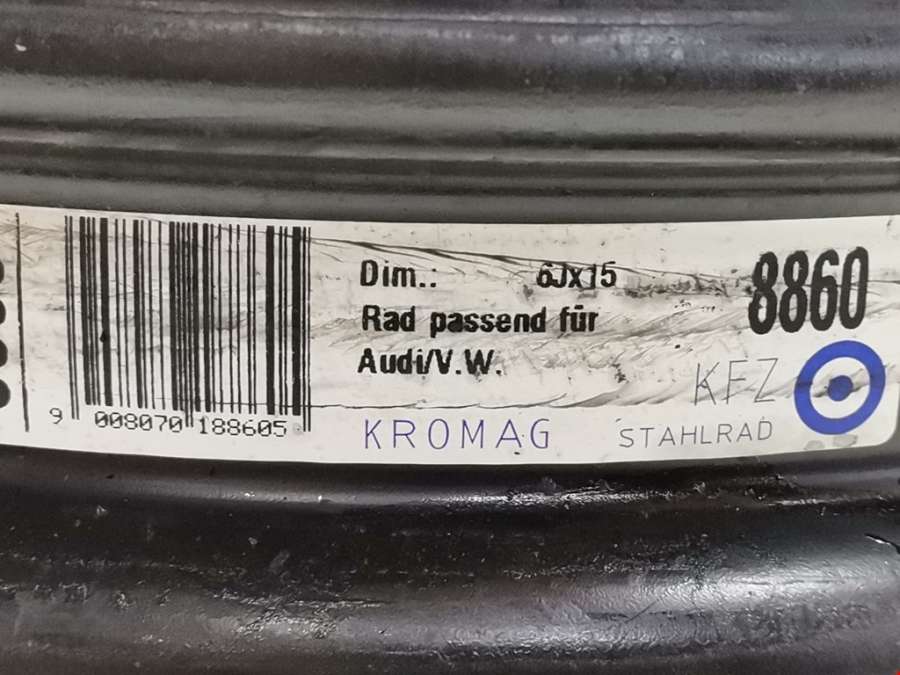 Dim.: 6Jx15
8860
Rad passend für
Audi/V.W.
KFZ
KROMAG
STAHLRAD
9 008070 188605